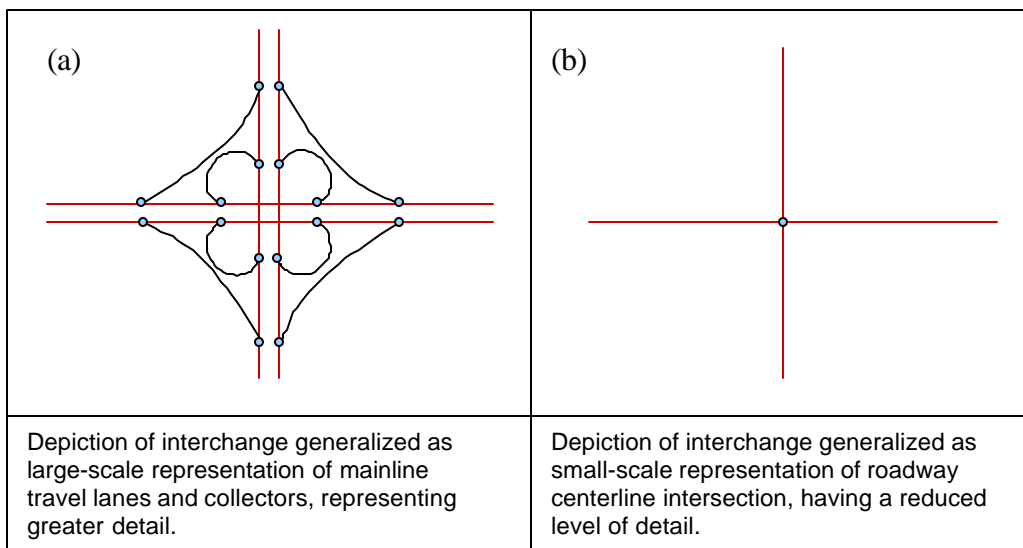 (a)
(b)
Depiction of interchange generalized as
large-scale representation of mainline
travel lanes and collectors, representing
greater detail.
Depiction of interchange generalized as
small-scale representation of roadway
centerline intersection, having a reduced
level of detail.